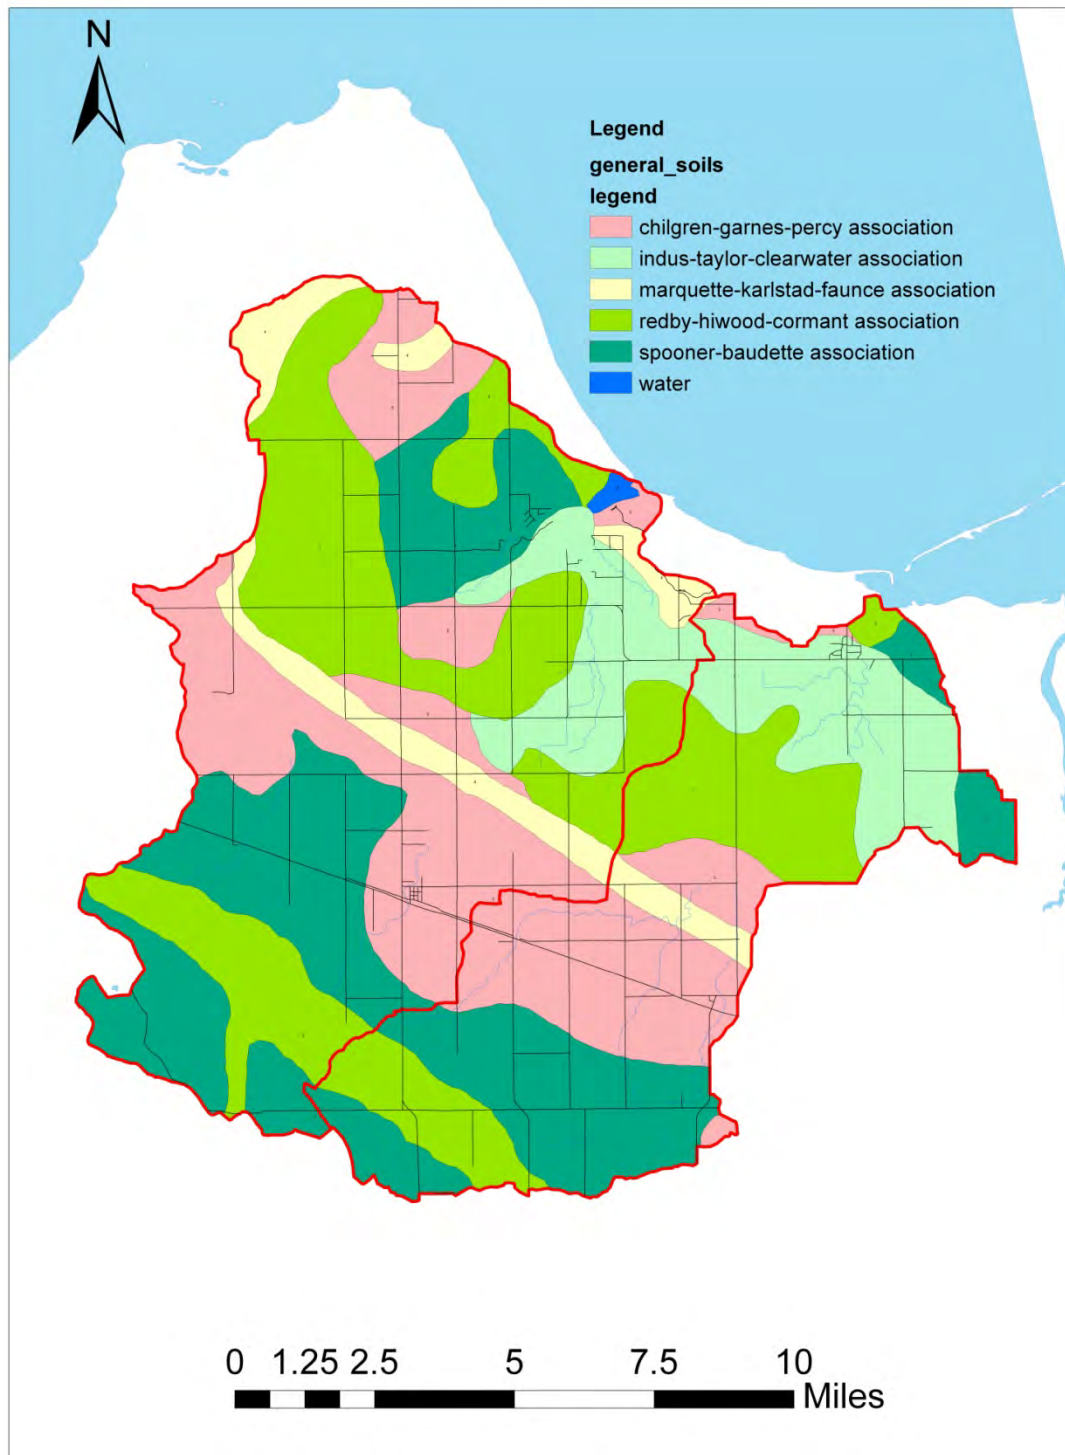 N
Legend
general_soils
legend
chilgren-garnes-percy association
indus-taylor-clearwater association
marquette-karlstad-faunce association
redby-hiwood-cormant association
spooner-baudette association
water
0 1.25 2.5 5 7.5 10
Miles